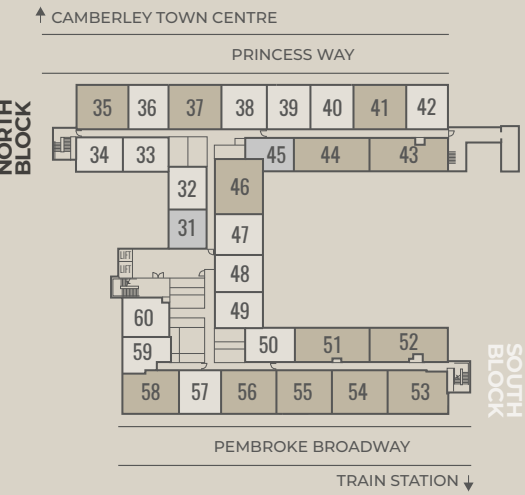 CAMBERLEY TOWN CENTRE
PRINCESS WAY
NORTH
BLOCK
35 36 37 38 39 40 41 42
34 33 45 44 43
32 46
31 47
LIFT
LIFT
48
49
60
59 50 51 52
58 57 56 55 54 53
SOUTH
BLOCK
PEMBROKE BROADWAY
TRAIN STATION